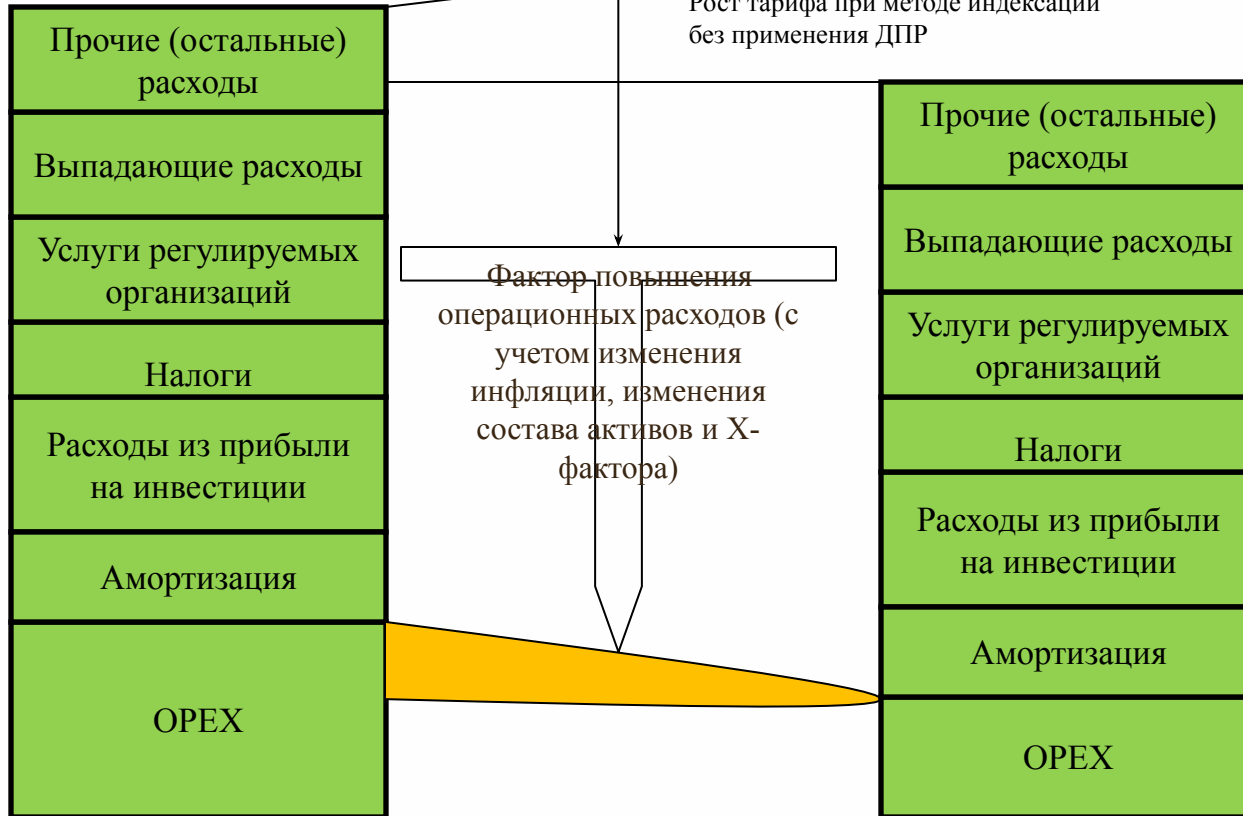 Рост тарифа при методе индексации
без применения ДПР
Прочие (остальные)
расходы
Выпадающие расходы
Услуги регулируемых
организаций
Налоги
Расходы из прибыли
на инвестиции
Амортизация
OPEX
Фактор повышения
операционных расходов (с
учетом изменения
инфляции, изменения
состава активов и X-
фактора)
Прочие (остальные)
расходы
Выпадающие расходы
Услуги регулируемых
организаций
Налоги
Расходы из прибыли
на инвестиции
Амортизация
OPEX